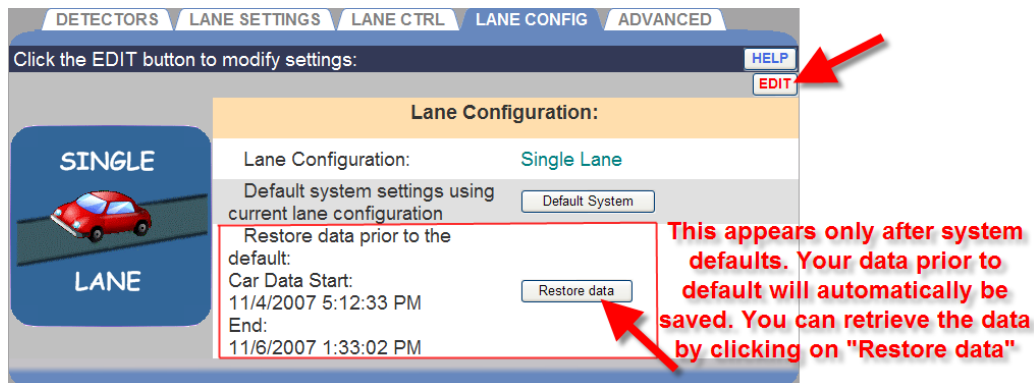 DETECTORS LANE SETTINGS LANE CTRL LANE CONFIG ADVANCED
Click the EDIT button to modify settings: HELP
EDIT
Lane Configuration:
SINGLE
LANE
Lane Configuration: Single Lane
Default system settings using
current lane configuration
Default System
Restore data prior to the
default:
Car Data Start:
11/4/2007 5:12:33 PM
End:
11/6/2007 1:33:02 PM
Restore data
This appears only after system
defaults. Your data prior to
default will automatically be
saved. You can retrieve the data
by clicking on "Restore data"